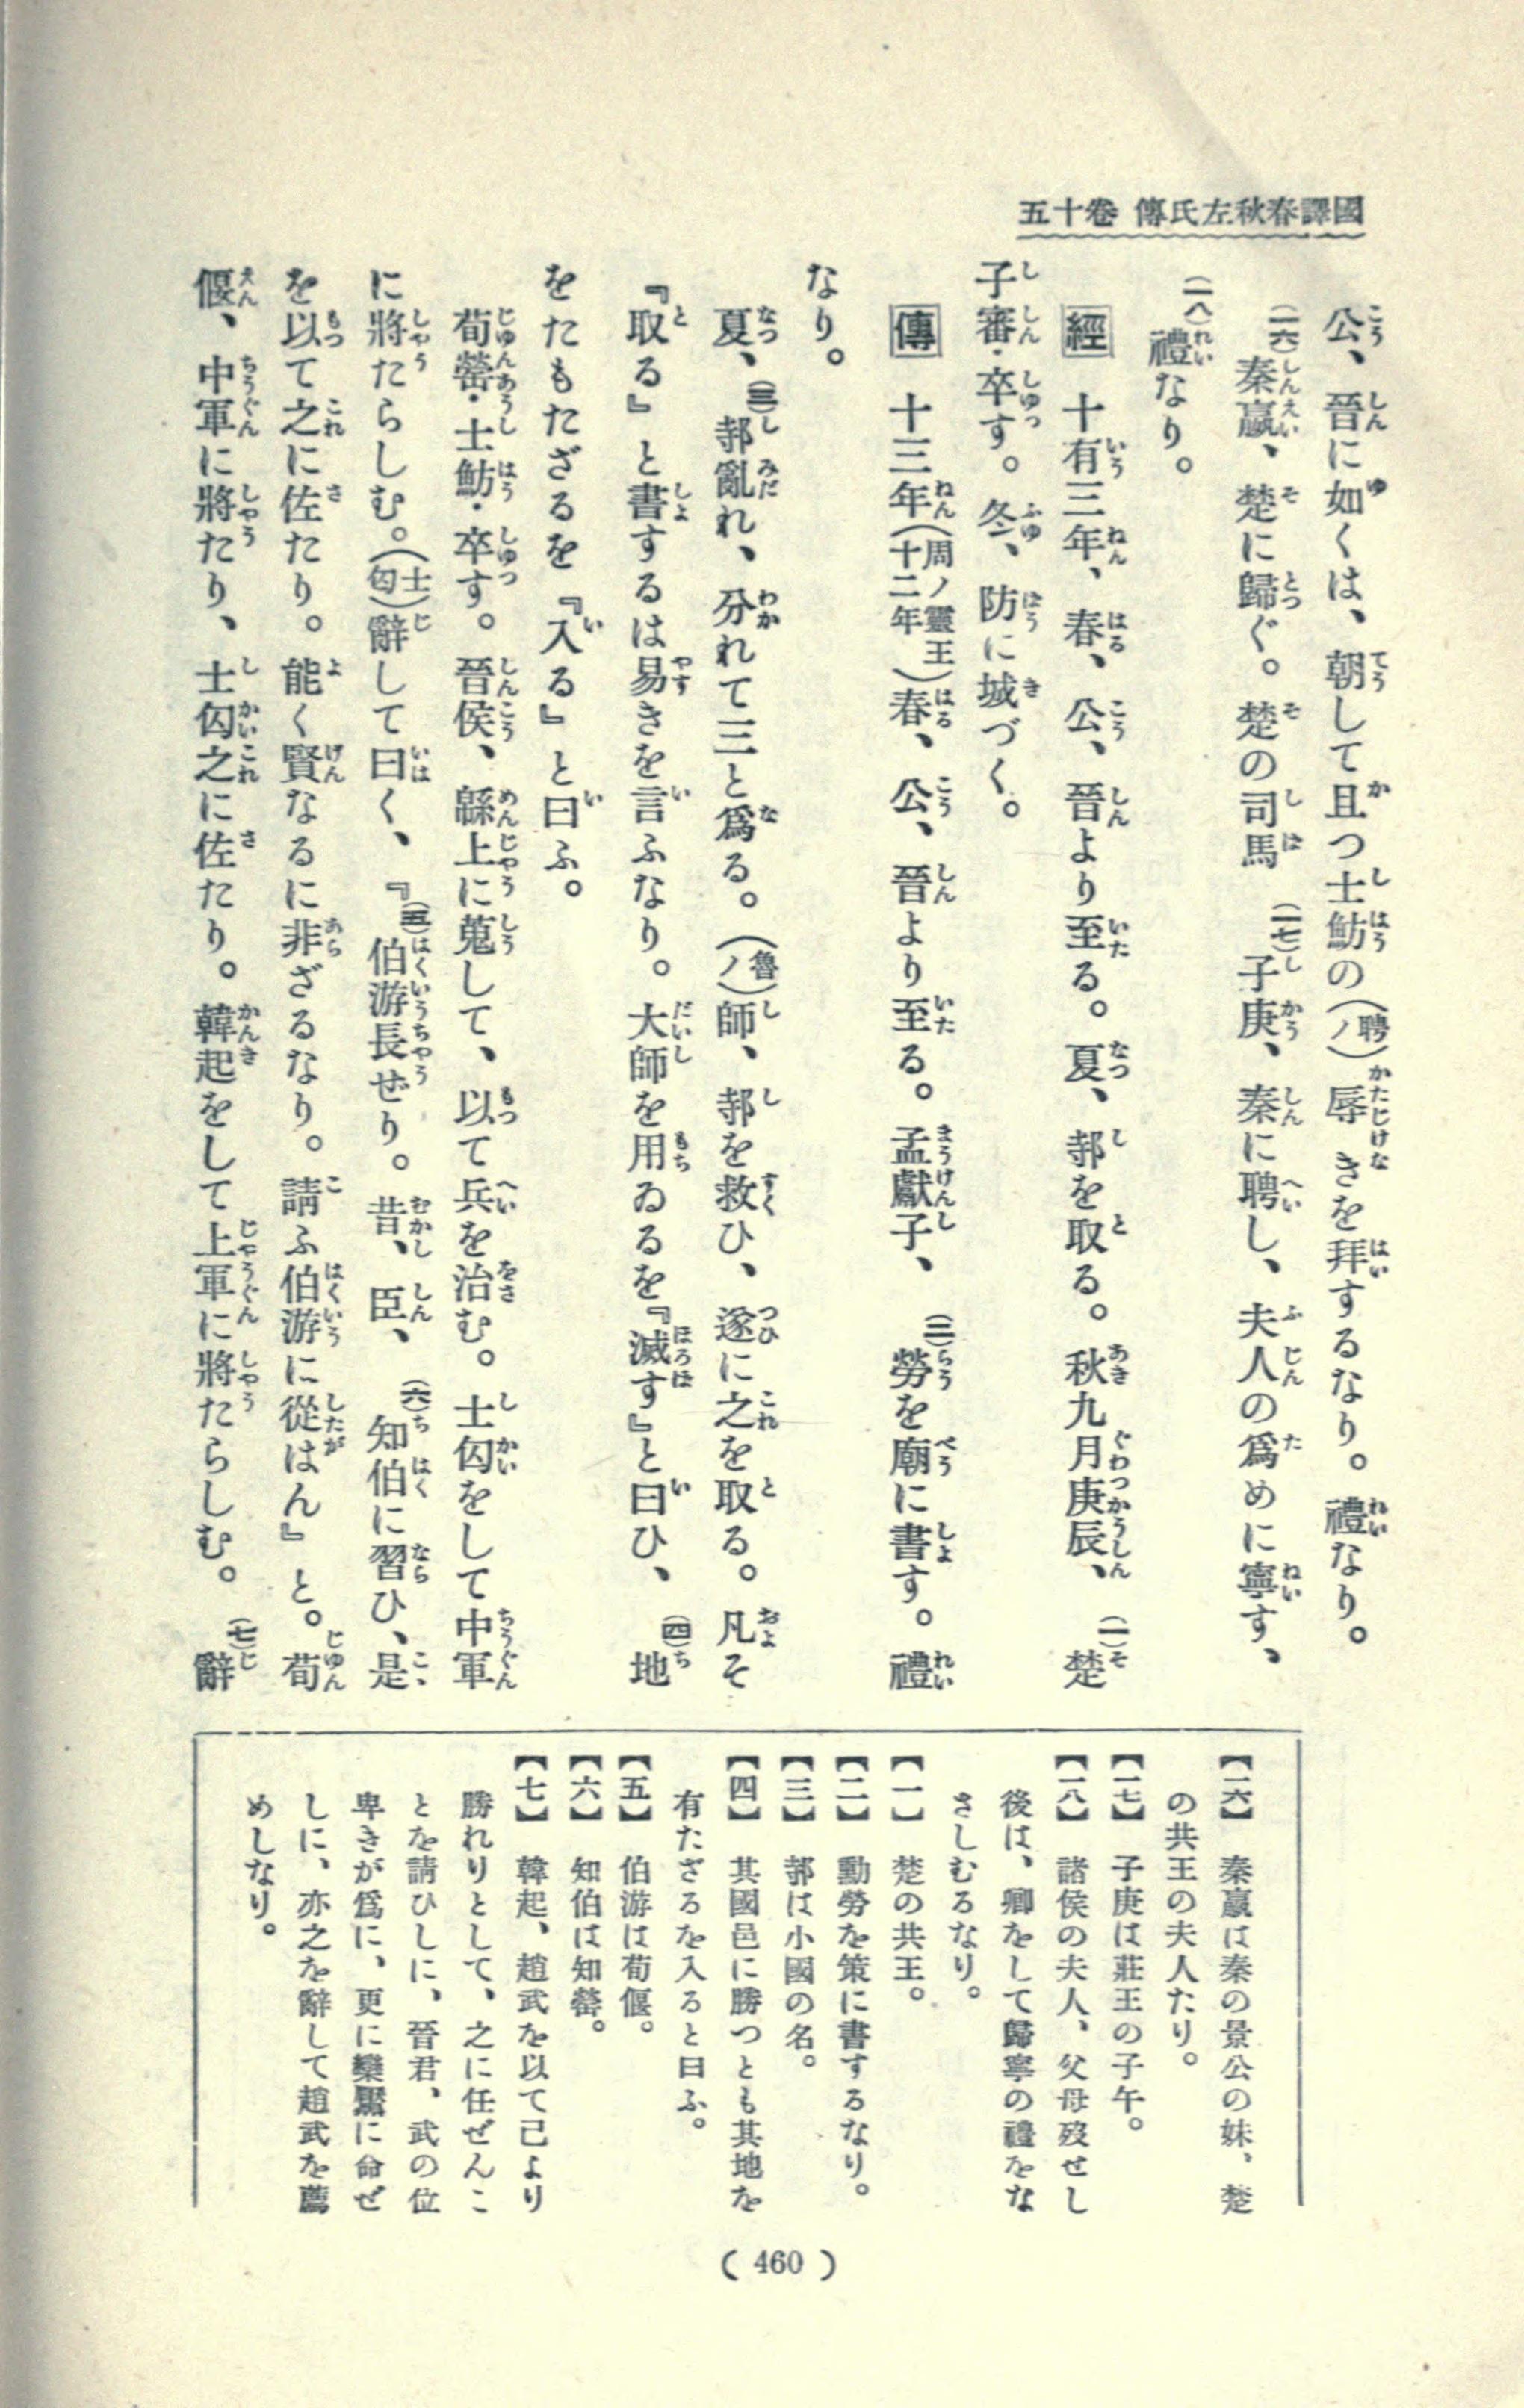 國譯春秋左氏傳 卷十五
公、晉に如くは、朝して且つ士魴の(聘ノ)辱きを拜するなり。禮なり。
(一六)秦嬴、楚に歸ぐ。楚の司馬(一七)子庚、秦に聘し、夫人の爲めに寧す、
(一八)禮なり。
經 十有三年、春、公、晉より至る。夏、邿を取る。秋九月庚辰、(一)楚
子審・卒す。冬、防に城づく。
傳 十三年(周ノ靈王十二年)春、公、晉より至る。孟獻子、(二)勞を廟に書す。禮
なり。
夏、(三)邿亂れ、分れて三と爲る。(魯ノ)師、邿を救ひ、遂に之を取る。凡そ
『取る』と書するは易きを言ふなり。大師を用ゐるを『滅す』と曰ひ、(四)地
をたもたざるを『入る』と曰ふ。
荀罃・士魴・卒す。晉侯、緜上に蒐して、以て兵を治む。士匄をして中軍
に將たらしむ。(士匄)辭して曰く、『(五)伯游長ぜり。昔、臣、(六)知伯に習ひ、是
を以て之に佐たり。能く賢なるに非ざるなり。請ふ伯游に從はん』と。荀
偃、中軍に將たり、士匄之に佐たり。韓起をして上軍に將たらしむ。(七)辭
【一六】 秦嬴は秦の景公の妹、楚
の共王の夫人たり。
【一七】 子庚は莊王の子午。
【一八】 諸侯の夫人、父母歿せし
後は、卿をして歸寧の禮をな
さしむるなり。
【一】 楚の共王。
【二】 勳勞を策に書するなり。
【三】 邿は小國の名。
【四】 其國邑に勝つとも其地を
有たざるを入ると曰ふ。
【五】 伯游は荀偃。
【六】 知伯は知罃。
【七】 韓起、趙武を以て己より
勝れりとして、之に任ぜんこ
とを請ひしに、晉君、武の位
卑きが爲に、更に欒黶に命ぜ
しに、亦之を辭して趙武を薦
めしなり。
( 460 )